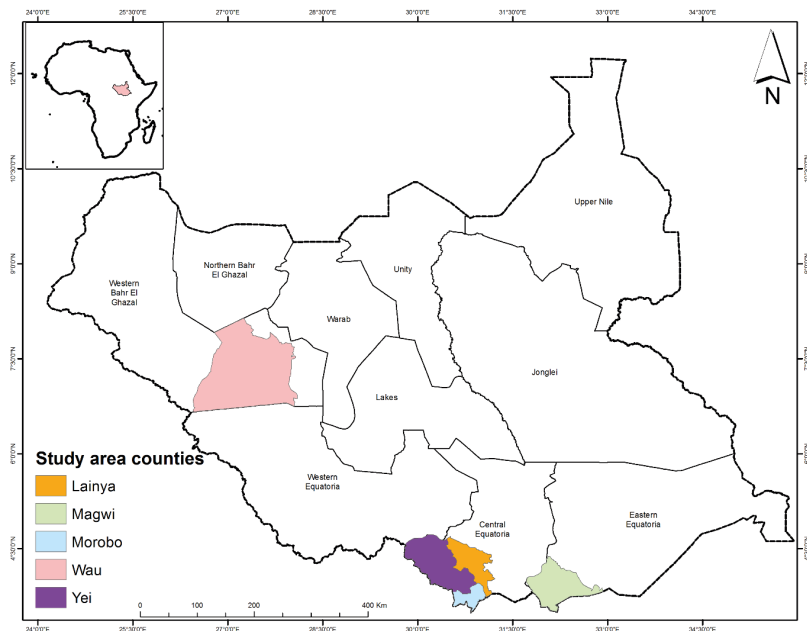 24°0'0"E 25°30'0"E 27°0'0"E 28°30'0"E 30°0'0"E 31°30'0"E 33°0'0"E 34°30'0"E
N
Upper Nile
Northern Bahr
El Ghazal
Unity
Western
Bahr El
Ghazal
Warab
Jonglei
Lakes
Western
Equatoria
Central
Equatoria
Eastern
Equatoria
Study area counties
Lainya
Magwi
Morobo
Wau
Yei
0 100 200 400 Km